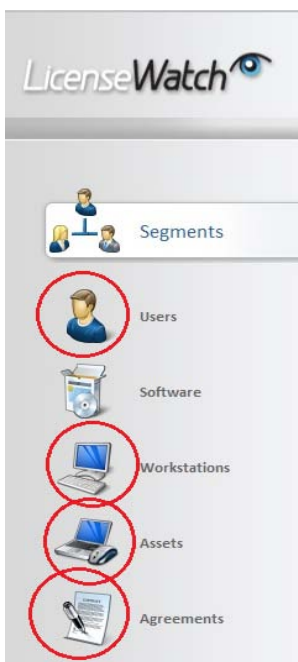 LicenseWatch
Segments
Users
Software
Workstations
Assets
Agreements